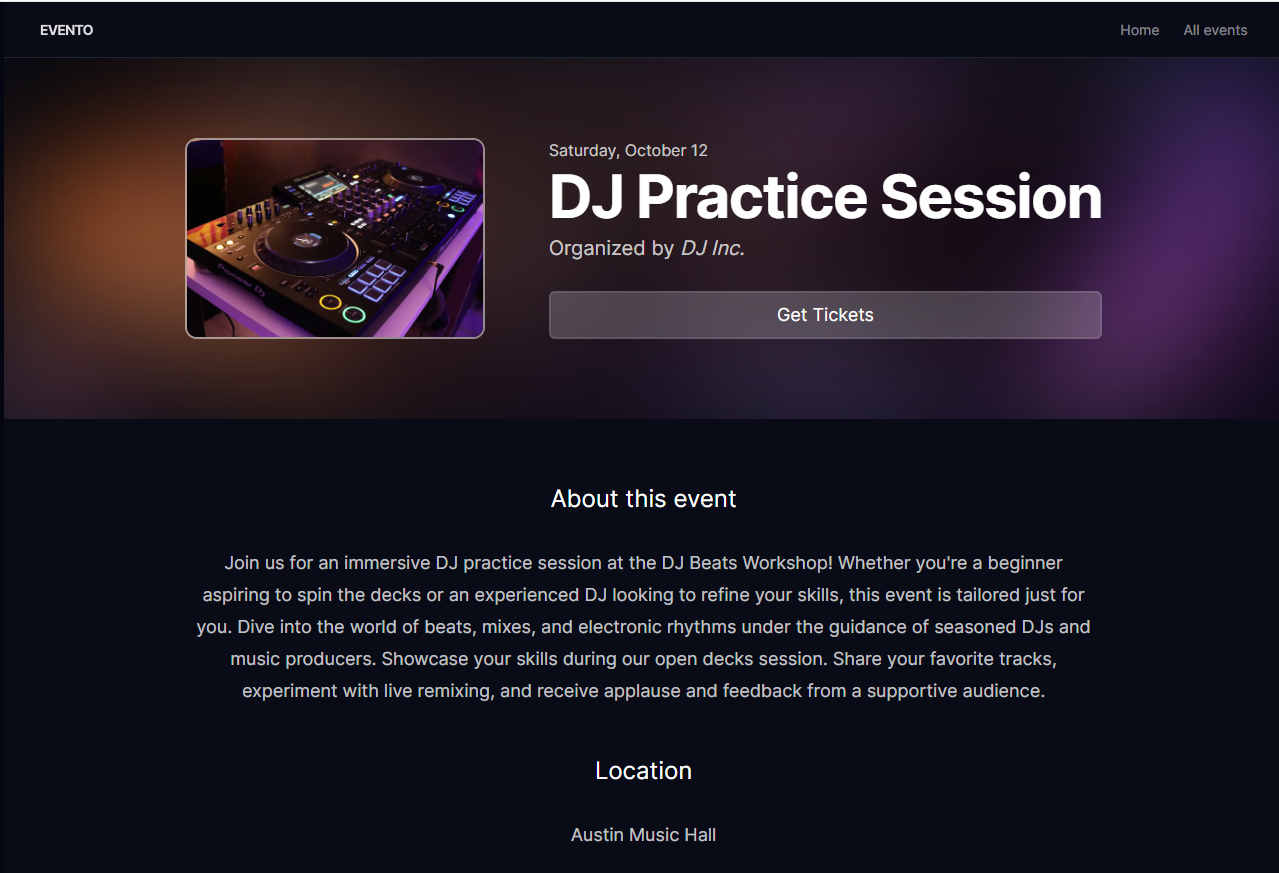 EVENTO
Home
All events
Saturday, October 12
DJ Practice Session
Organized by DJ Inc.
Get Tickets
Pioneer Dj
About this event
Join us for an immersive DJ practice session at the DJ Beats Workshop! Whether you're a beginner
aspiring to spin the decks or an experienced DJ looking to refine your skills, this event is tailored just for
you. Dive into the world of beats, mixes, and electronic rhythms under the guidance of seasoned DJs and
music producers. Showcase your skills during our open decks session. Share your favorite tracks,
experiment with live remixing, and receive applause and feedback from a supportive audience.
Location
Austin Music Hall